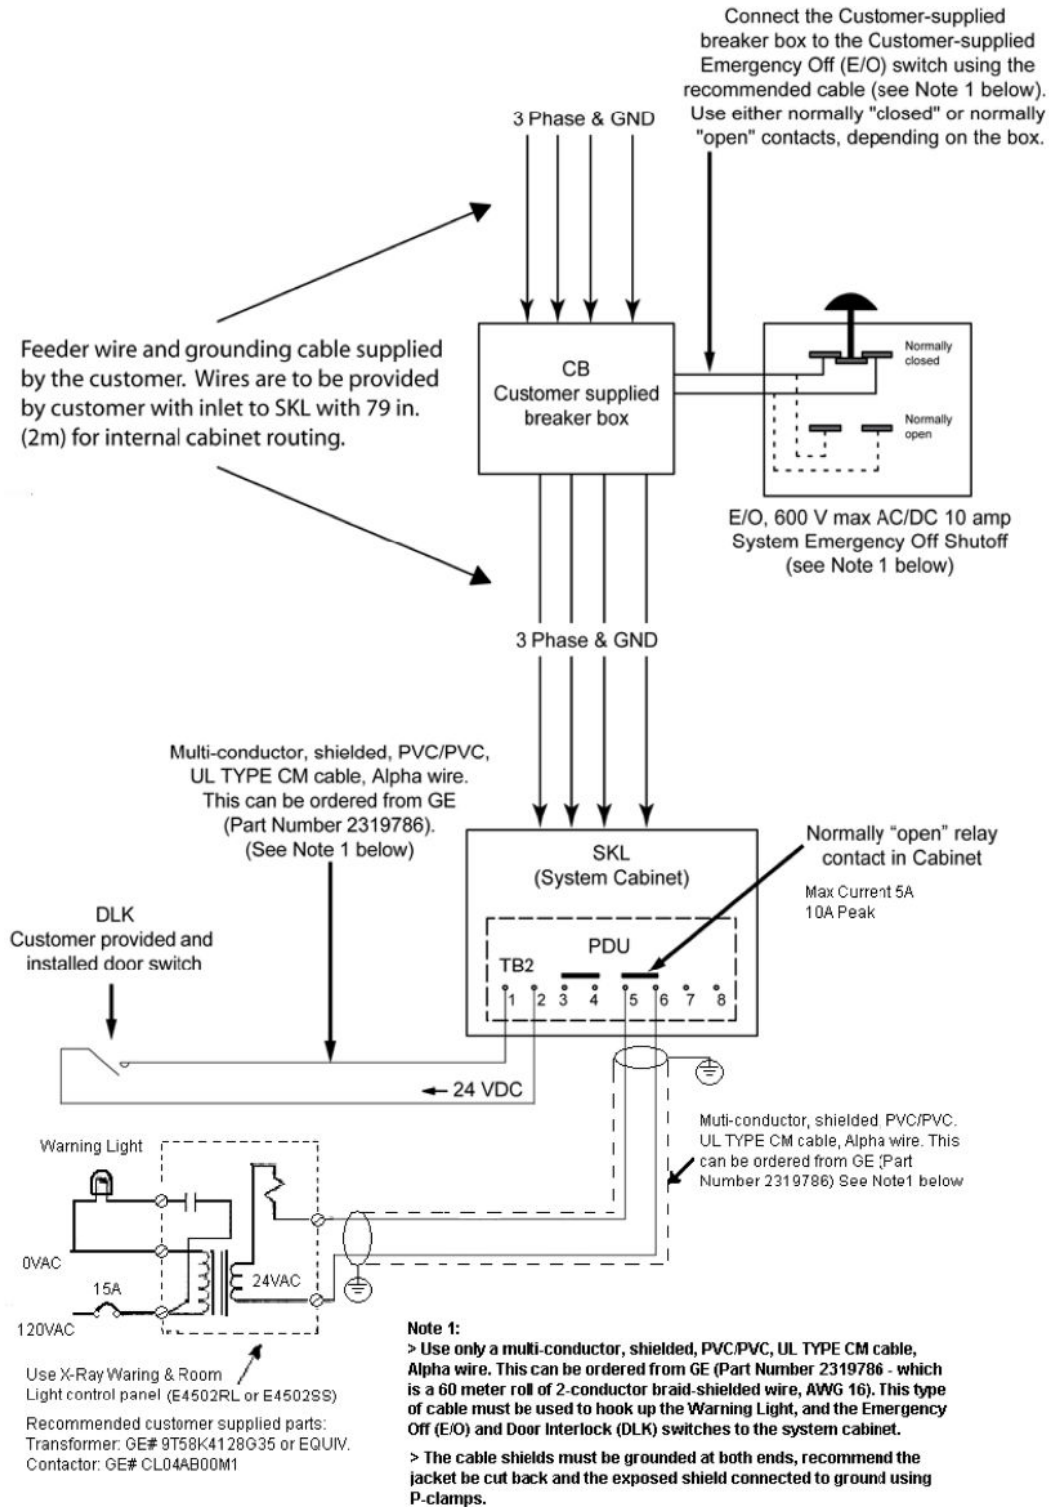 Connect the Customer-supplied
breaker box to the Customer-supplied
Emergency Off (E/O) switch using the
recommended cable (see Note 1 below).
Use either normally "closed" or normally
"open" contacts, depending on the box.
3 Phase & GND
Feeder wire and grounding cable supplied
by the customer. Wires are to be provided
by customer with inlet to SKL with 79 in.
(2m) for internal cabinet routing.
CB
Customer supplied
breaker box
Normally
closed
Normally
open
E/O, 600 V max AC/DC 10 amp
System Emergency Off Shutoff
(see Note 1 below)
3 Phase & GND
Multi-conductor, shielded, PVC/PVC,
UL TYPE CM cable, Alpha wire.
This can be ordered from GE
(Part Number 2319786).
(See Note 1 below)
SKL
(System Cabinet)
Normally “open” relay
contact in Cabinet
Max Current 5A
10A Peak
DLK
Customer provided and
installed door switch
PDU
TB2
1 2 3 4 5 6 7 8
24 VDC
Muti-conductor, shielded, PVC/PVC.
UL TYPE CM cable, Alpha wire. This
can be ordered from GE (Part
Number 2319786) See Note1 below
Warning Light
0VAC
24VAC
15A
120VAC
Use X-Ray Waring & Room
Light control panel (E4502RL or E4502SS)
Recommended customer supplied parts:
Transformer: GE# 9T58K4128G35 or EQUIV.
Contactor: GE# CL04AB00M1
Note 1:
> Use only a multi-conductor, shielded, PVC/PVC, UL TYPE CM cable,
Alpha wire. This can be ordered from GE (Part Number 2319786 - which
is a 60 meter roll of 2-conductor braid-shielded wire, AWG 16). This type
of cable must be used to hook up the Warning Light, and the Emergency
Off (E/O) and Door Interlock (DLK) switches to the system cabinet.
> The cable shields must be grounded at both ends, recommend the
jacket be cut back and the exposed shield connected to ground using
P-clamps.